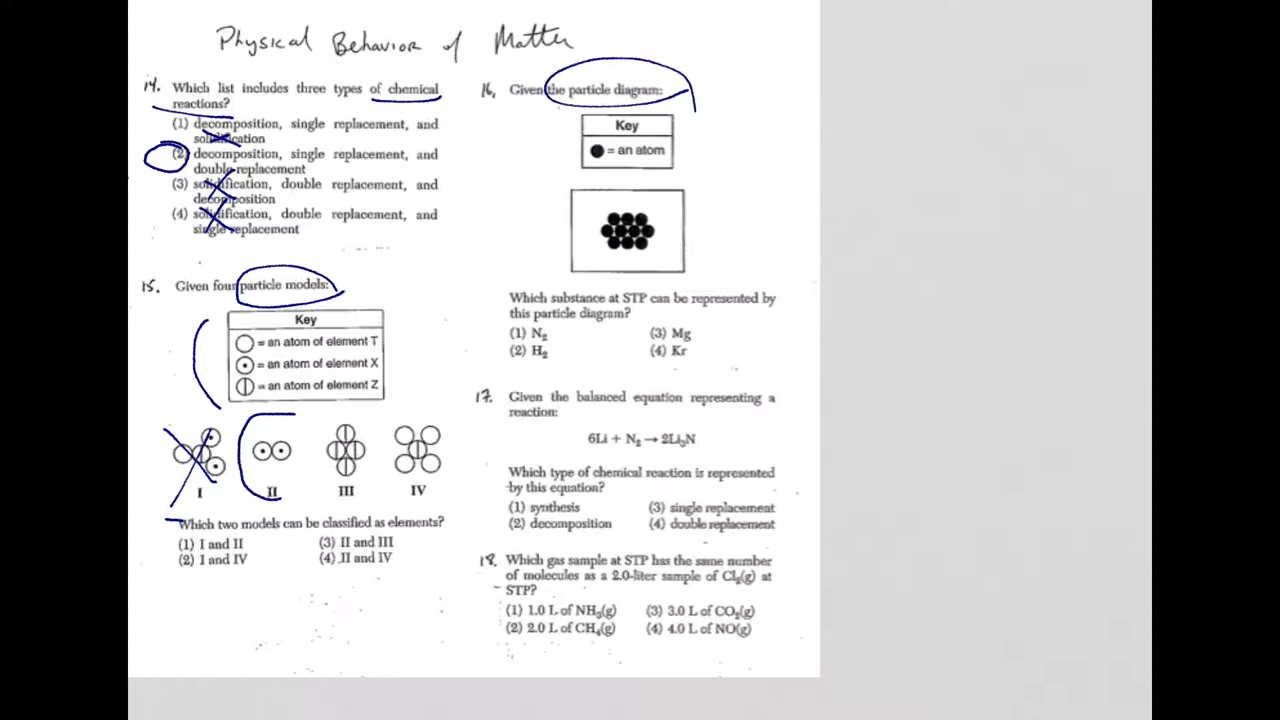 Physical Behavior of Matter
14. Which list includes three types of chemical
reactions?
(1) decomposition, single replacement, and
solidification
(2) decomposition, single replacement, and
double replacement
(3) solidification, double replacement, and
decomposition
(4) solidification, double replacement, and
single replacement
15. Given four particle models:
Key
= an atom of element T
= an atom of element X
= an atom of element Z
I II III IV
Which two models can be classified as elements?
(1) I and II (3) II and III
(2) I and IV (4) II and IV
16. Given the particle diagram:
Key
= an atom
Which substance at STP can be represented by
this particle diagram?
(1) N₂ (3) Mg
(2) H₂ (4) Kr
17. Given the balanced equation representing a
reaction:
6Li + N₂ → 2Li₃N
Which type of chemical reaction is represented
by this equation?
(1) synthesis (3) single replacement
(2) decomposition (4) double replacement
18. Which gas sample at STP has the same number
of molecules as a 2.0-liter sample of Cl₂(g) at
STP?
(1) 1.0 L of NH₃(g) (3) 3.0 L of CO₂(g)
(2) 2.0 L of CH₄(g) (4) 4.0 L of NO(g)